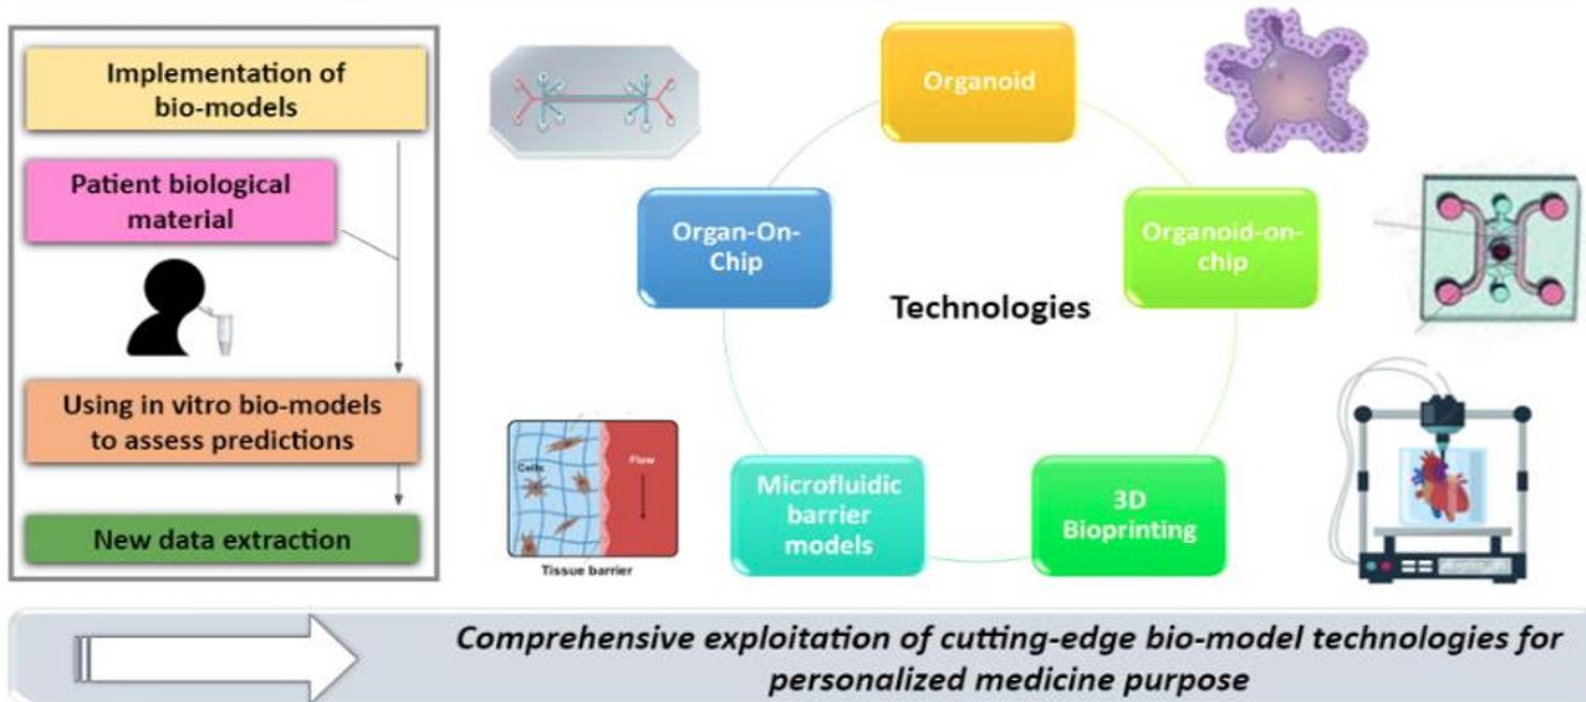 Implementation of
bio-models
Patient biological
material
Using in vitro bio-models
to assess predictions
New data extraction
Organoid
Organ-On-
Chip
Organoid-on-
chip
Technologies
Microfluidic
barrier
models
3D
Bioprinting
Cells
Flow
Tissue barrier
Comprehensive exploitation of cutting-edge bio-model technologies for
personalized medicine purpose